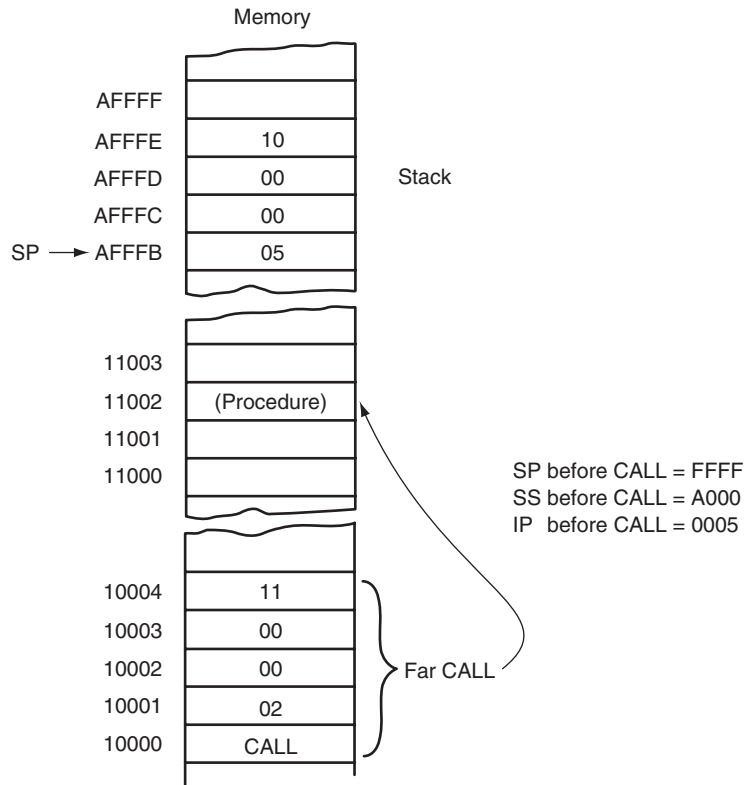 Memory
AFFFF
AFFFE 10
AFFFD 00
Stack
AFFFC 00
SP AFFFB 05
11003
11002 (Procedure)
11001
11000
SP before CALL = FFFF
SS before CALL = A000
IP before CALL = 0005
10004 11
10003 00
10002 00
Far CALL
10001 02
10000 CALL